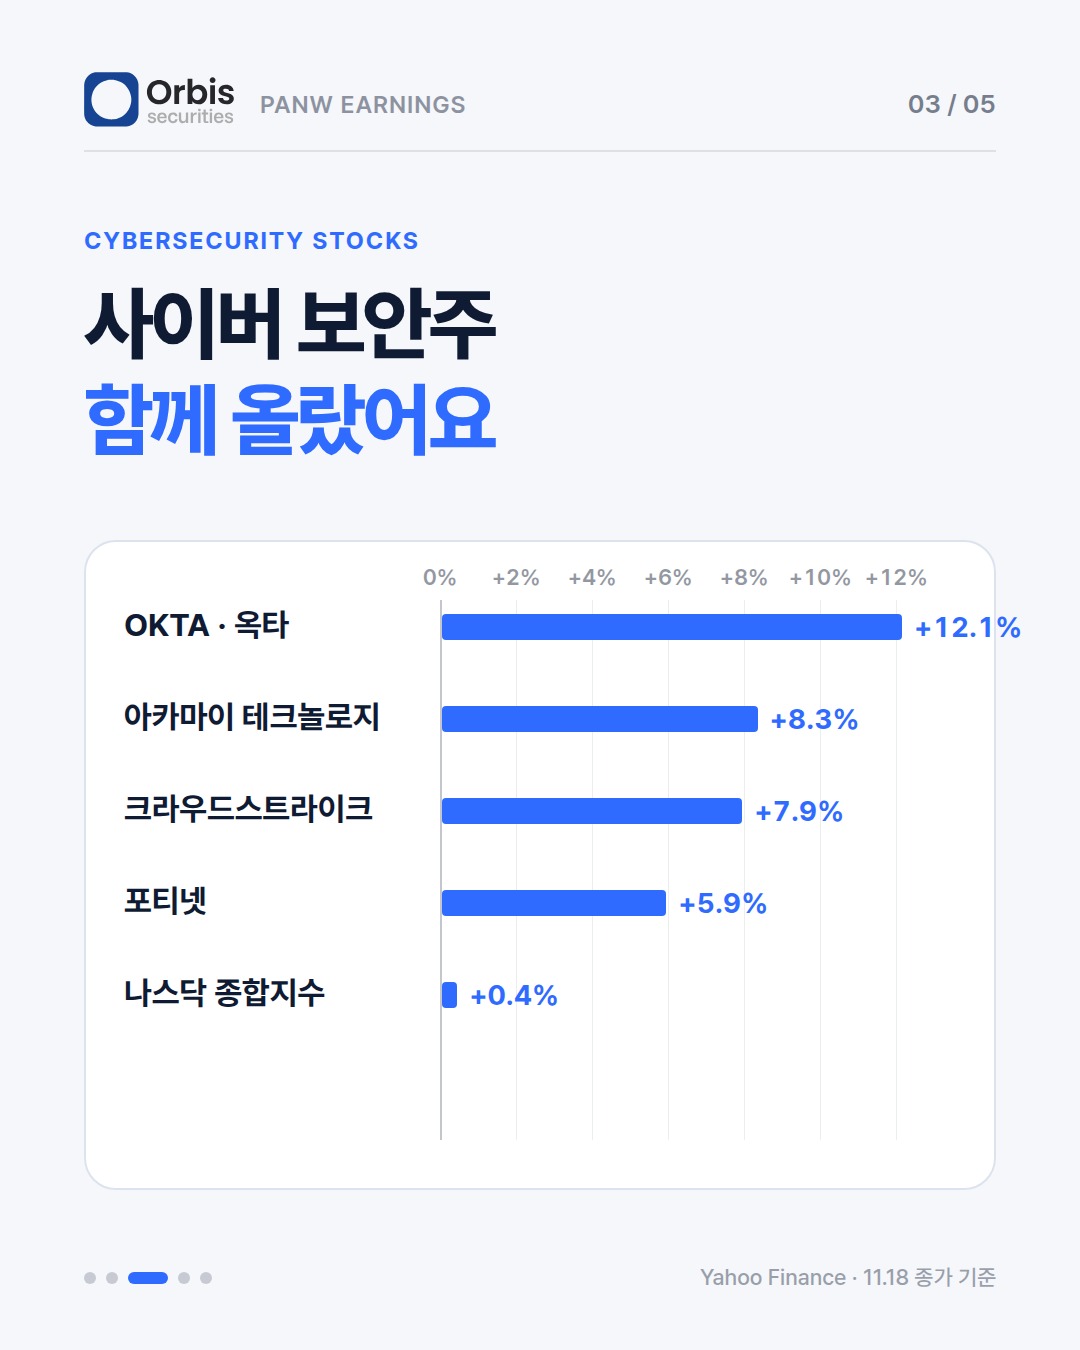 Orbis
securities
PANW EARNINGS
03 / 05
CYBERSECURITY STOCKS
사이버 보안주
함께 올랐어요
0% +2% +4% +6% +8% +10% +12%
OKTA · 옥타 +12.1%
아카마이 테크놀로지 +8.3%
크라우드스트라이크 +7.9%
포티넷 +5.9%
나스닥 종합지수 +0.4%
Yahoo Finance · 11.18 종가 기준